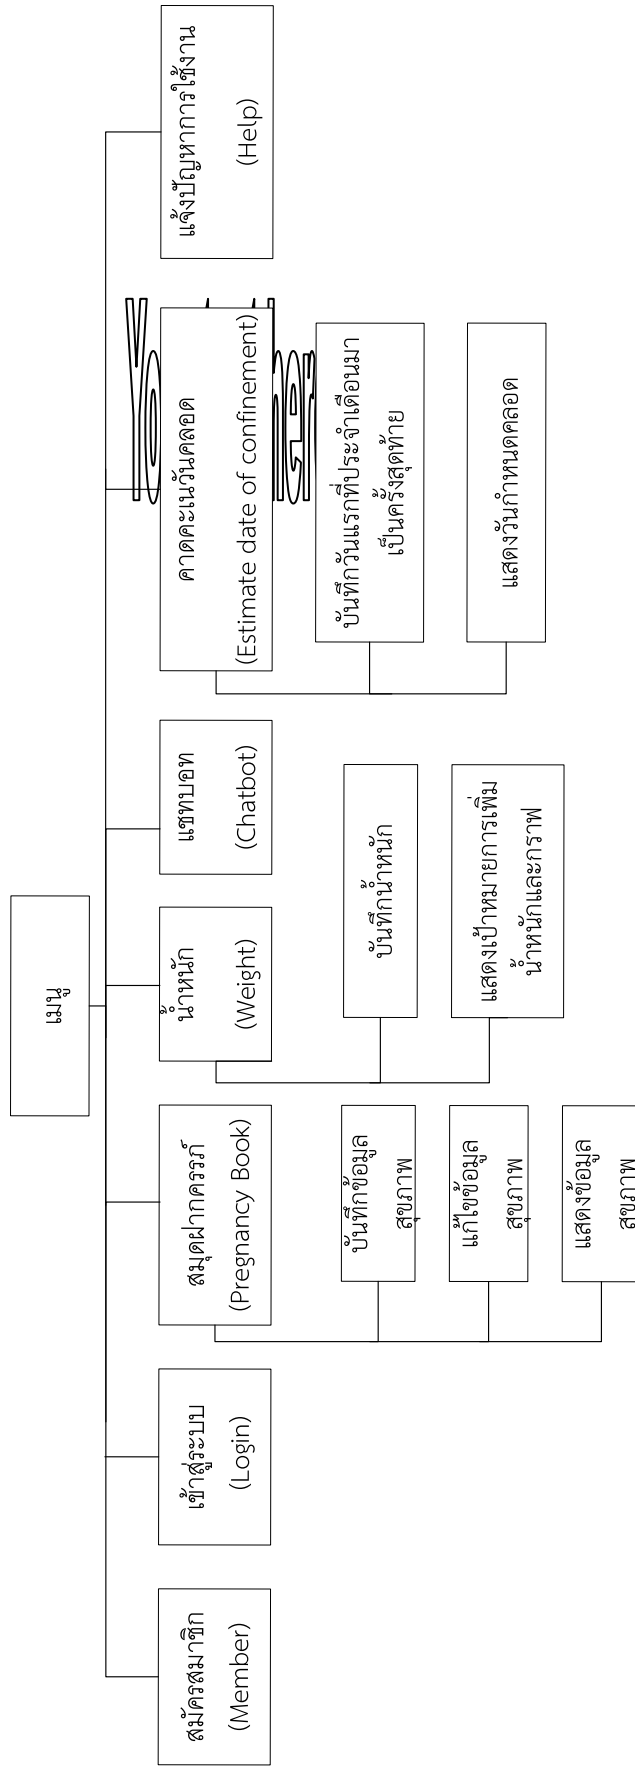 เมนู
สมัครสมาชิก
(Member)
เข้าสู่ระบบ
(Login)
สมุดฝากครรภ์
(Pregnancy Book)
บันทึกข้อมูล
สุขภาพ
แก้ไขข้อมูล
สุขภาพ
แสดงข้อมูล
สุขภาพ
น้ำหนัก
(Weight)
บันทึกน้ำหนัก
แสดงเป้าหมายการเพิ่ม
น้ำหนักและกราฟ
แชทบอท
(Chatbot)
คาดคะเนวันคลอด
(Estimate date of confinement)
บันทึกวันแรกที่ประจำเดือนมา
เป็นครั้งสุดท้าย
แสดงวันกำหนดคลอด
แจ้งปัญหาการใช้งาน
(Help)